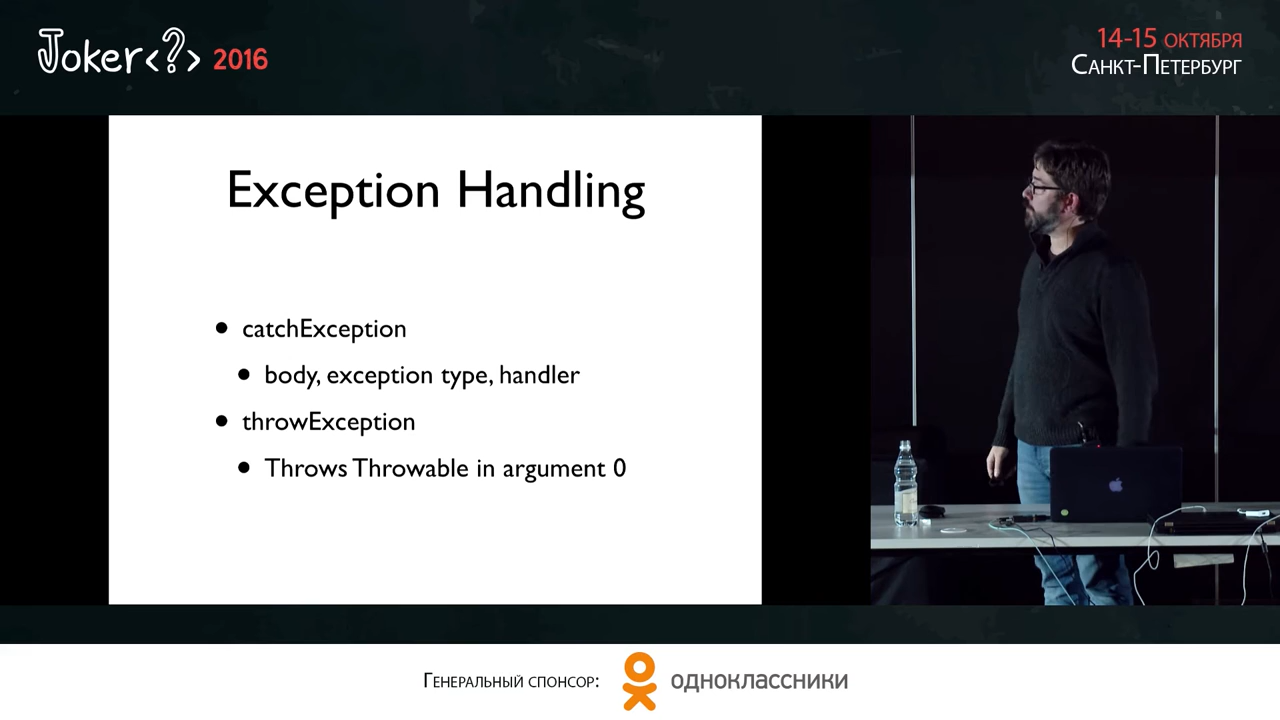 Joker<?> 2016
14-15 октября
Санкт-Петербург
Exception Handling
• catchException
• body, exception type, handler
• throwException
• Throws Throwable in argument 0
Генеральный спонсор:
одноклассники